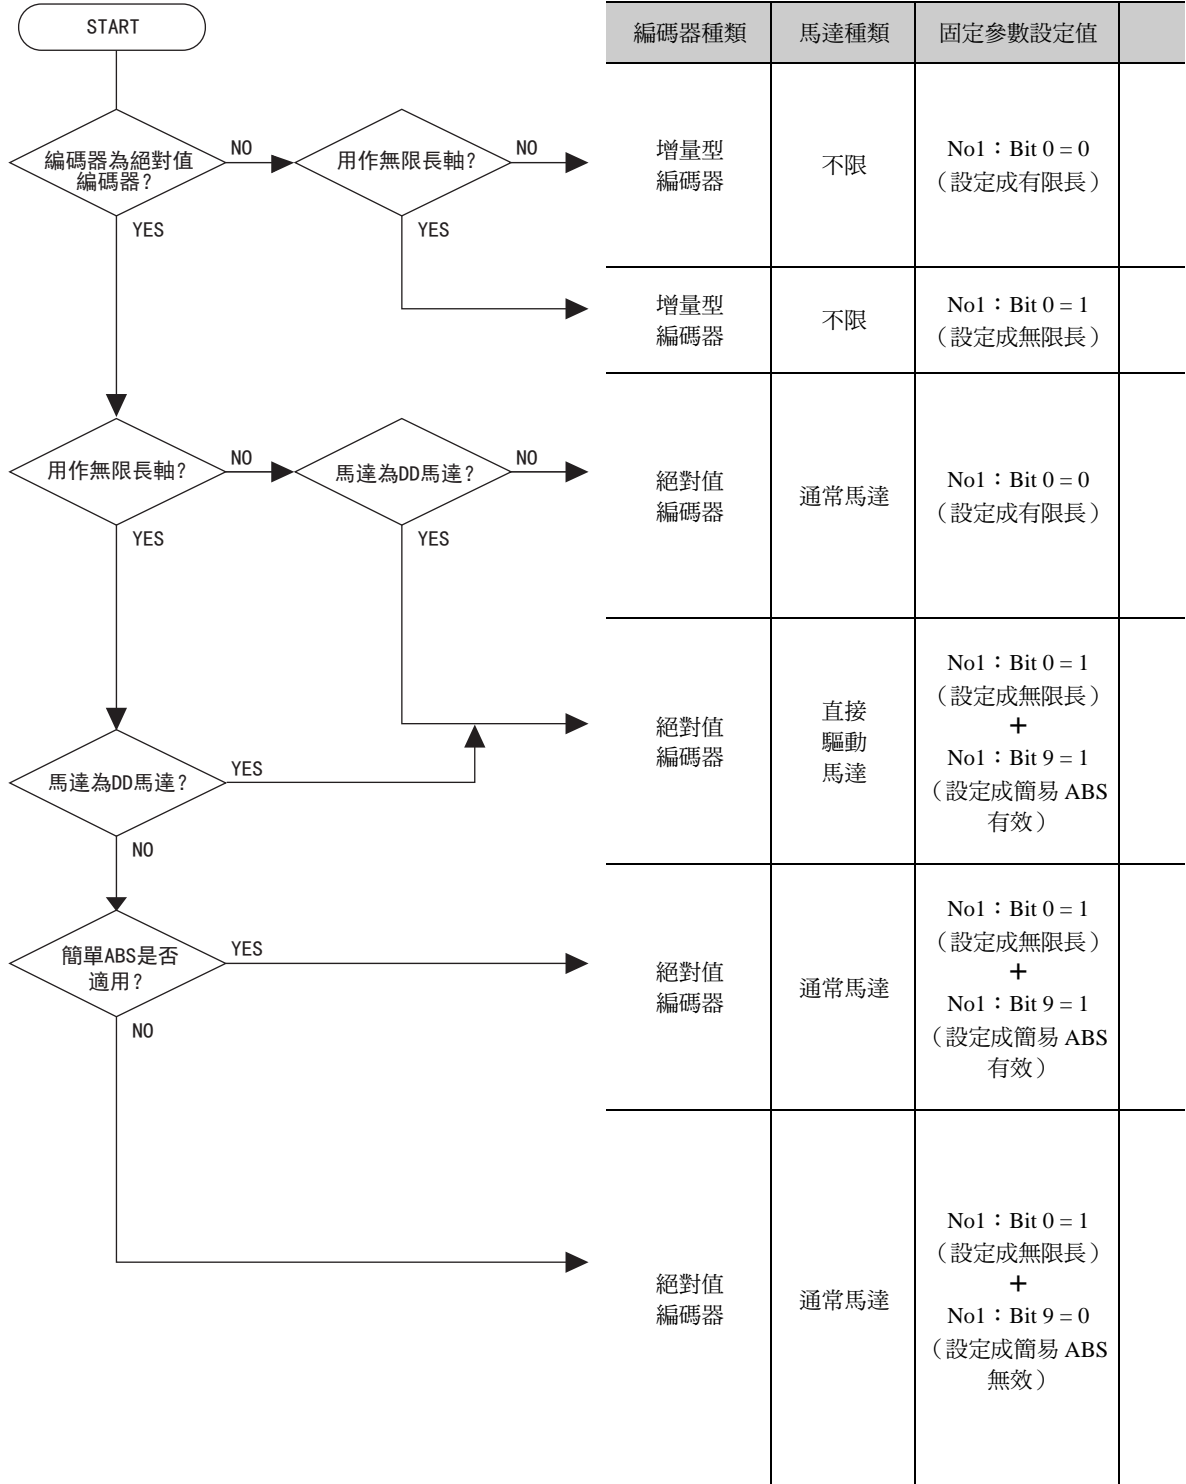 START
編碼器為絕對值
編碼器?
NO
用作無限長軸?
NO
YES
YES
用作無限長軸?
NO
馬達為DD馬達?
NO
YES
YES
馬達為DD馬達?
YES
NO
簡單ABS是否
適用?
YES
NO
編碼器種類
馬達種類
固定參數設定值
增量型
編碼器
不限
No1：Bit 0 = 0
（設定成有限長）
增量型
編碼器
不限
No1：Bit 0 = 1
（設定成無限長）
絕對值
編碼器
通常馬達
No1：Bit 0 = 0
（設定成有限長）
絕對值
編碼器
直接
驅動
馬達
No1：Bit 0 = 1
（設定成無限長）
+
No1：Bit 9 = 1
（設定成簡易 ABS
有效）
絕對值
編碼器
通常馬達
No1：Bit 0 = 1
（設定成無限長）
+
No1：Bit 9 = 1
（設定成簡易 ABS
有效）
絕對值
編碼器
通常馬達
No1：Bit 0 = 1
（設定成無限長）
+
No1：Bit 9 = 0
（設定成簡易 ABS
無效）